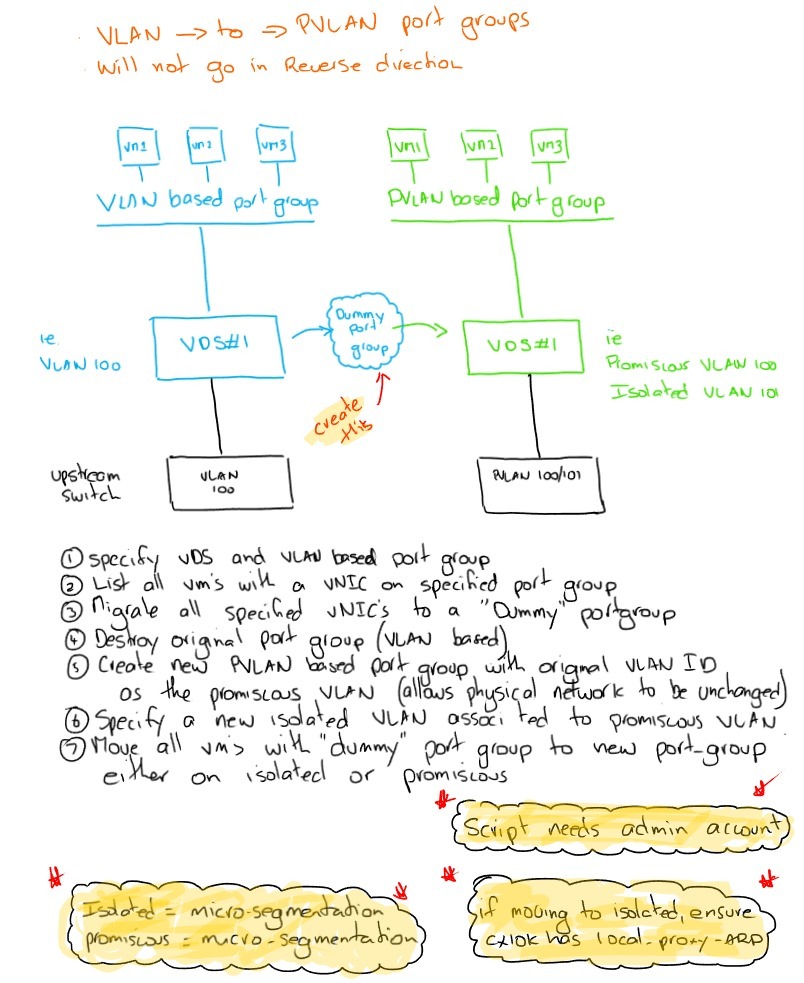 . VLAN → to ⇒ PVLAN port groups
. Will not go in Reverse direction
vm1 vm2 vm3
vm1 vm2 vm3
VLAN based port group
PVLAN based port group
Dummy
port
group
VDS#1
VDS#1
ie.
VLAN 100
ie
Promiscous VLAN 100
Isolated VLAN 101
create
this
upstream
switch
VLAN
100
PVLAN 100/101
① specify VDS and VLAN based port group
② List all vm's with a VNIC on specified port group
③ Migrate all specified VNIC's to a "Dummy" portgroup
④ Destroy original port group (VLAN based)
⑤ Create new PVLAN based port group with orignal VLAN ID
as the promiscous VLAN (allows physical network to be unchanged)
⑥ Specify a new isolated VLAN associ ted to promiscous VLAN
⑦ Move all vm's with "dummy" port group to new port-group
either on isolated or promiscous
Script needs admin account
Isolated = micro-segmentation
promiscous = macro-segmentation
if moving to isolated, ensure
CX10K has local-proxy-ARP